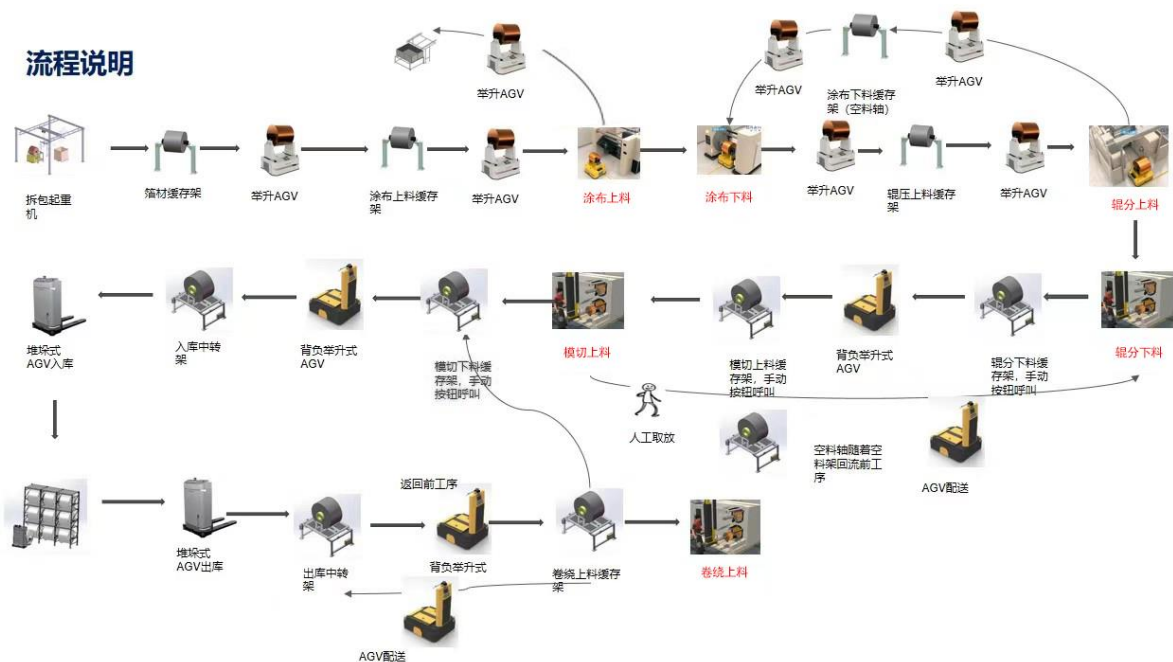 流程说明
举升AGV
举升AGV
涂布下料缓存
架（空料轴）
举升AGV
拆包起重
机
箔材缓存架
举升AGV
涂布上料缓存
架
举升AGV
涂布上料
涂布下料
举升AGV
辊压上料缓存
架
举升AGV
辊分上料
堆垛式
AGV入库
入库中转
架
背负举升式
AGV
模切下料缓
存架，手动
按钮呼叫
模切上料
模切上料缓
存架，手动
按钮呼叫
背负举升式
AGV
辊分下料缓
存架，手动
按钮呼叫
辊分下料
人工取放
空料轴随着空
料架回流前工
序
AGV配送
堆垛式
AGV出库
出库中转
架
返回前工序
背负举升式
卷绕上料缓存
架
卷绕上料
AGV配送